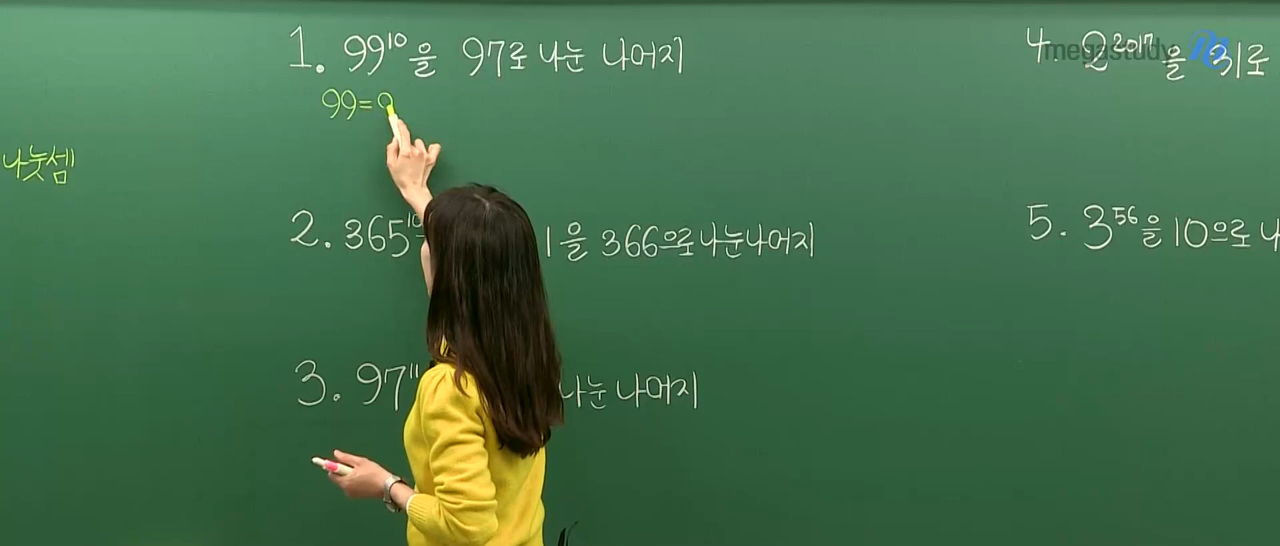 1. 99¹⁰을 97로 나눈 나머지
99=9
나눗셈
2. 365¹⁰ 1을 366으로 나눈 나머지
3. 97¹¹ 나눈 나머지
4. 2²⁰¹⁷을 31로
megastudy
5. 3⁵⁶을 10으로 나